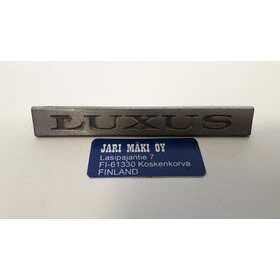 LUXUS
JARI MÄKI OY
Lasipajantie 7
FI-61330 Koskenkorva
FINLAND